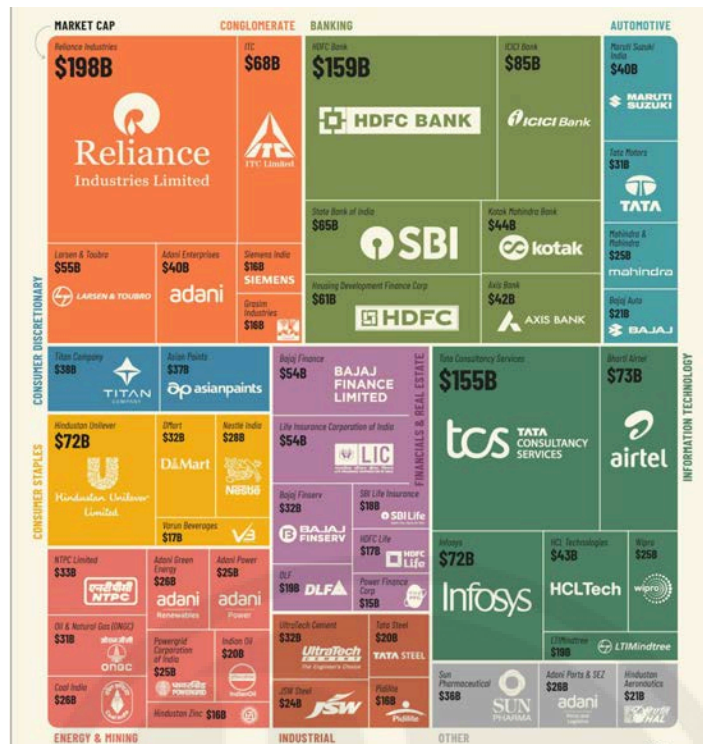 MARKET CAP
CONGLOMERATE
BANKING
AUTOMOTIVE
Reliance Industries
$198B
Reliance
Industries Limited
ITC
$68B
ITC Limited
HDFC Bank
$159B
HDFC BANK
ICICI Bank
$85B
ICICI Bank
Maruti Suzuki
India
$40B
MARUTI
SUZUKI
Tata Motors
$31B
TATA
State Bank of India
$65B
SBI
Kotak Mahindra Bank
$44B
kotak
Mahindra &
Mahindra
$25B
mahindra
Larsen & Toubro
$55B
LARSEN & TOUBRO
Adani Enterprises
$40B
adani
Siemens India
$16B
SIEMENS
Grasim
Industries
$16B
Housing Development Finance Corp
$61B
HDFC
Axis Bank
$42B
AXIS BANK
Bajaj Auto
$21B
BAJAJ
CONSUMER DISCRETIONARY
Titan Company
$38B
TITAN
COMPANY
Asian Paints
$37B
ap asianpaints
Bajaj Finance
$54B
BAJAJ
FINANCE
LIMITED
FINANCIALS & REAL ESTATE
Tata Consultancy Services
$155B
tcs TATA
CONSULTANCY
SERVICES
Bharti Airtel
$73B
airtel
INFORMATION TECHNOLOGY
CONSUMER STAPLES
Hindustan Unilever
$72B
Hindustan Unilever
Limited
DMart
$32B
D Mart
Nestle India
$28B
Nestlé
Varun Beverages
$17B
Life Insurance Corporation of India
$54B
LIC
Bajaj Finserv
$32B
BAJAJ
FINSERV
SBI Life Insurance
$18B
SBI Life
HDFC Life
$17B
HDFC
Life
DLF
$19B
DLF
Power Finance
Corp
$15B
Infosys
$72B
Infosys
HCL Technologies
$43B
HCLTech
Wipro
$25B
wipro
LTIMindtree
$19B
LTIMindtree
NTPC Limited
$33B
एनटीपीसी
NTPC
Adani Green
Energy
$26B
adani
Renewables
Adani Power
$25B
adani
Power
Oil & Natural Gas (ONGC)
$31B
ongc
Powergrid
Corporation
of India
$25B
POWERGRID
Indian Oil
$20B
IndianOil
Coal India
$26B
Hindustan Zinc $16B
UltraTech Cement
$32B
UltraTech
CEMENT
The Engineer's Choice
Tata Steel
$20B
TATA STEEL
JSW Steel
$24B
JSW
Pidilite
$16B
Pidilite
Sun
Pharmaceutical
$36B
SUN
PHARMA
Adani Ports & SEZ
$26B
adani
Ports and
Logistics
Hindustan
Aeronautics
$21B
HAL
ENERGY & MINING
INDUSTRIAL
OTHER